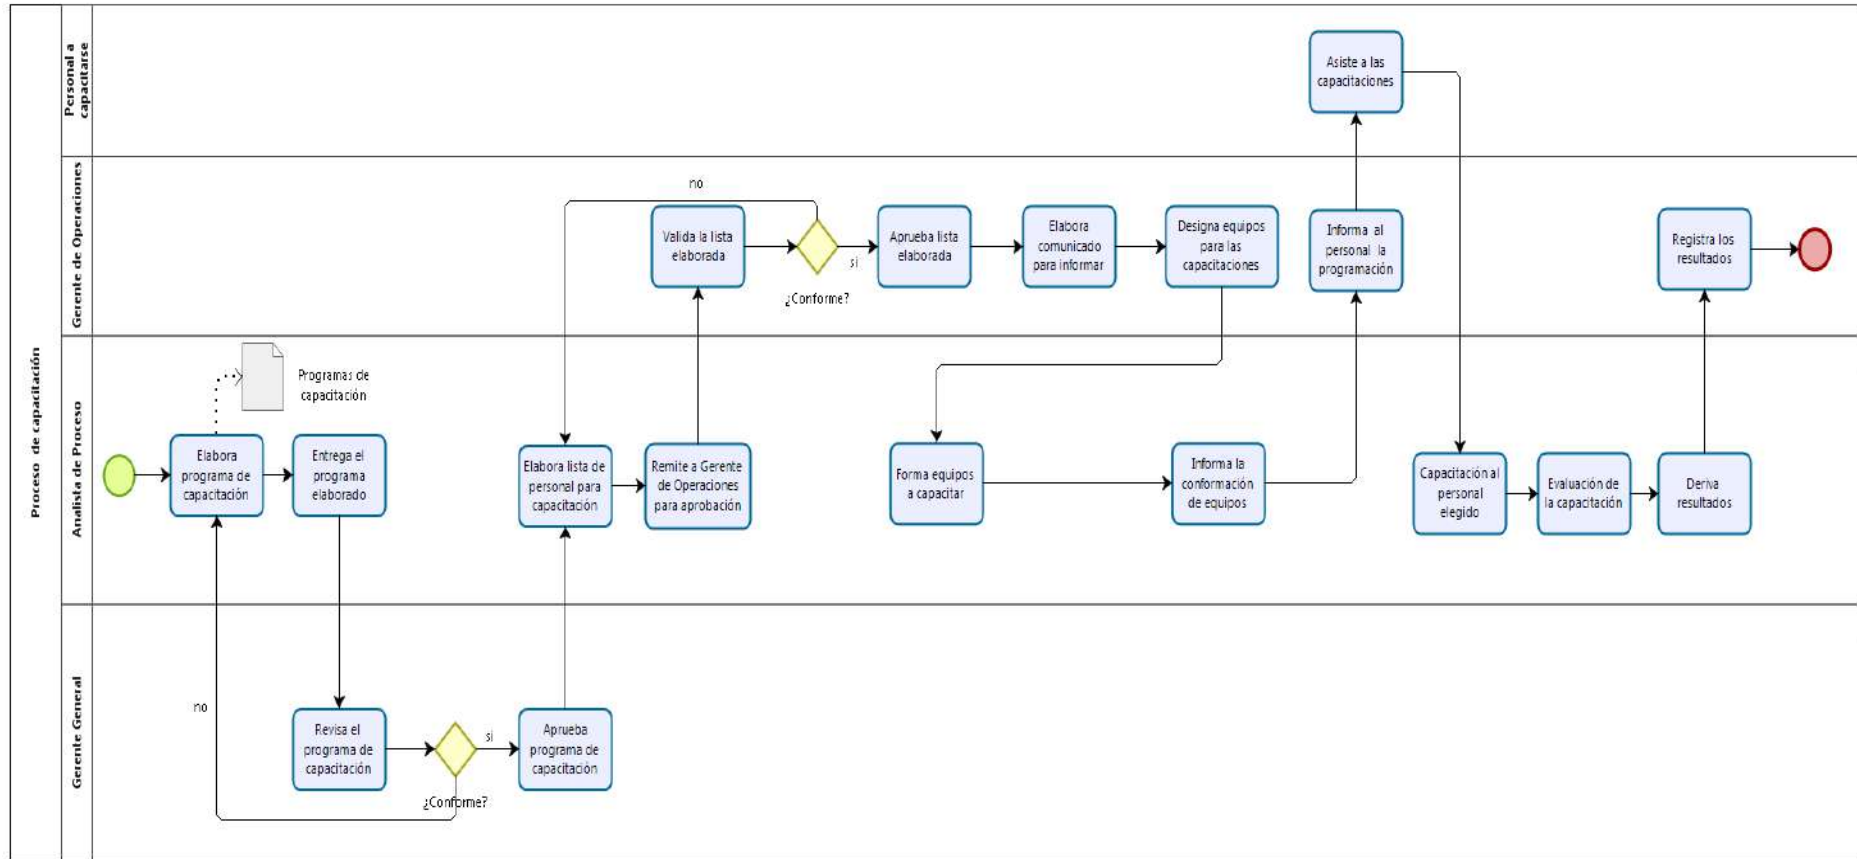 Proceso de capacitación
Personal a
capacitarse
Asiste a las
capacitaciones
Gerente de Operaciones
no
Valida la lista
elaborada
¿Conforme?
si
Aprueba lista
elaborada
Elabora
comunicado
para informar
Designa equipos
para las
capacitaciones
Informa al
personal la
programación
Registra los
resultados
Analista de Proceso
Programas de
capacitación
Elabora
programa de
capacitación
Entrega el
programa
elaborado
Elabora lista de
personal para
capacitación
Remite a Gerente
de Operaciones
para aprobación
Forma equipos
a capacitar
Informa la
conformación
de equipos
Capacitación al
personal
elegido
Evaluación de
la capacitación
Deriva
resultados
Gerente General
no
Revisa el
programa de
capacitación
¿Conforme?
si
Aprueba
programa de
capacitación